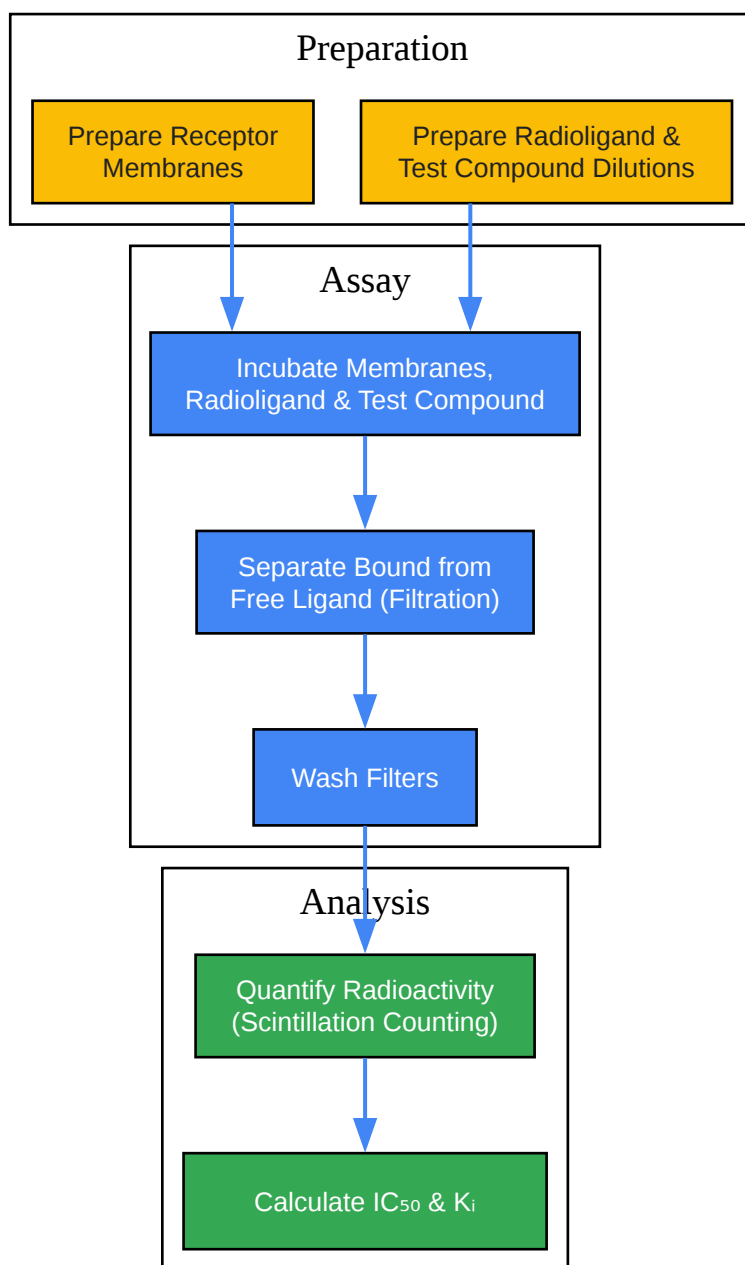 Preparation
Prepare Receptor
Membranes
Prepare Radioligand &
Test Compound Dilutions
Assay
Incubate Membranes,
Radioligand & Test Compound
Separate Bound from
Free Ligand (Filtration)
Wash Filters
Analysis
Quantify Radioactivity
(Scintillation Counting)
Calculate IC₅₀ & Kᵢ